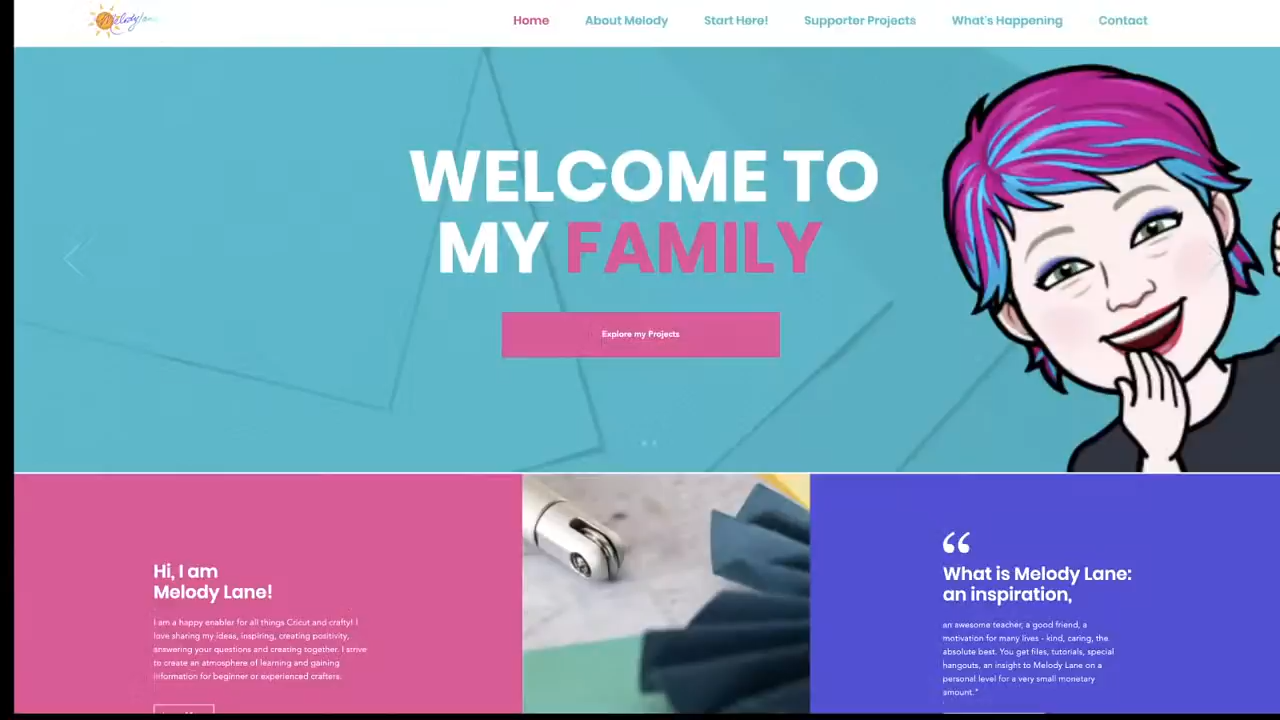 Melody Lane
Home
About Melody
Start Here!
Supporter Projects
What's Happening
Contact
WELCOME TO
MY FAMILY
Explore my Projects
Hi, I am
Melody Lane!
I am a happy enabler for all things Cricut and crafty! I
love sharing my ideas, inspiring, creating positivity,
answering your questions and creating together. I strive
to create an atmosphere of learning and gaining
information for beginner or experienced crafters.
“
What is Melody Lane:
an inspiration,
an awesome teacher, a good friend, a
motivation for many lives - kind, caring, the
absolute best. You get files, tutorials, special
hangouts, an insight to Melody Lane on a
personal level for a very small monetary
amount."